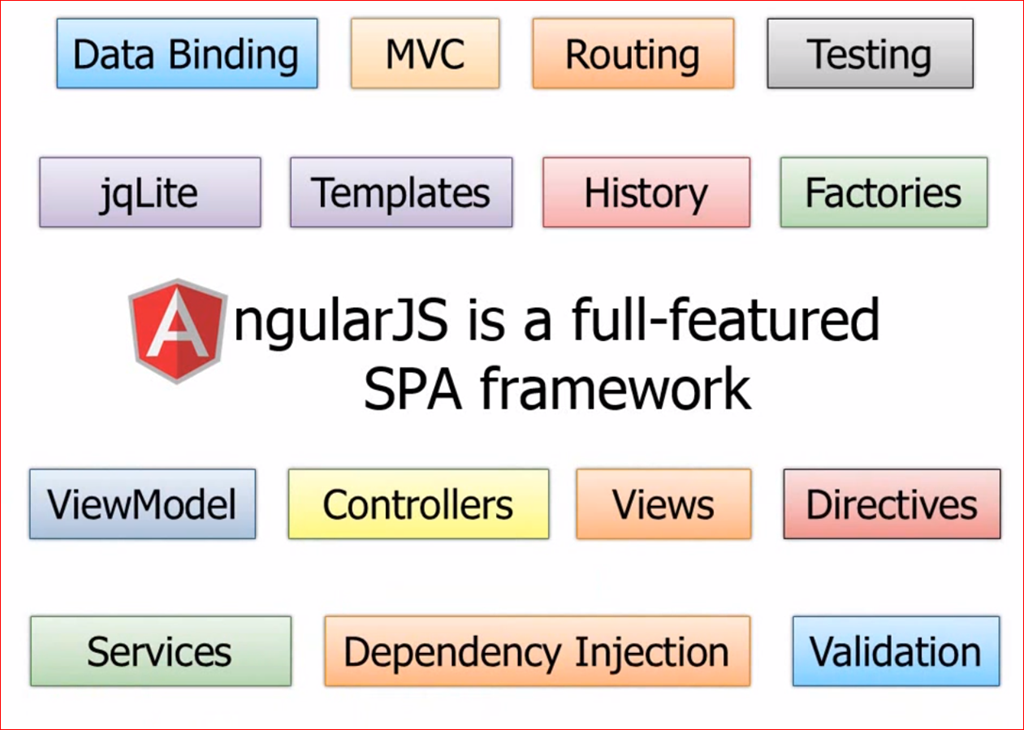 Data Binding MVC Routing Testing
jqLite Templates History Factories
AngularJS is a full-featured
SPA framework
ViewModel Controllers Views Directives
Services Dependency Injection Validation